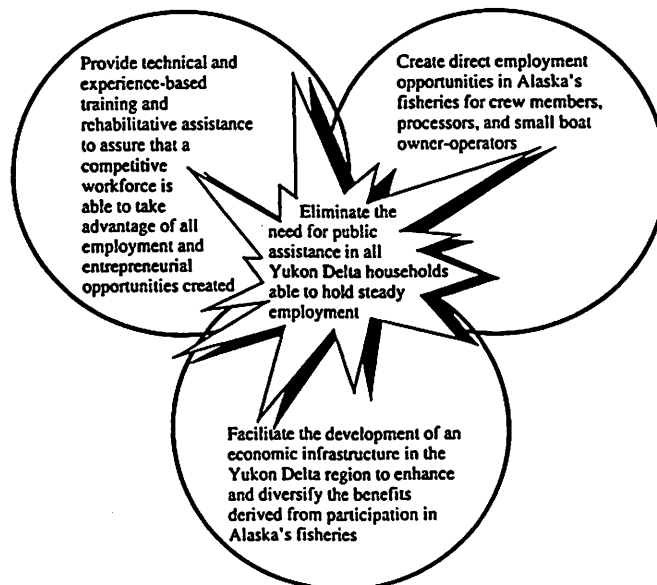 Provide technical and
experience-based
training and
rehabilitative assistance
to assure that a
competitive
workforce is
able to take
advantage of all
employment and
entrepreneurial
opportunities created
Create direct employment
opportunities in Alaska's
fisheries for crew members,
processors, and small boat
owner-operators
Eliminate the
need for public
assistance in all
Yukon Delta households
able to hold steady
employment
Facilitate the development of an
economic infrastructure in the
Yukon Delta region to enhance
and diversify the benefits
derived from participation in
Alaska's fisheries